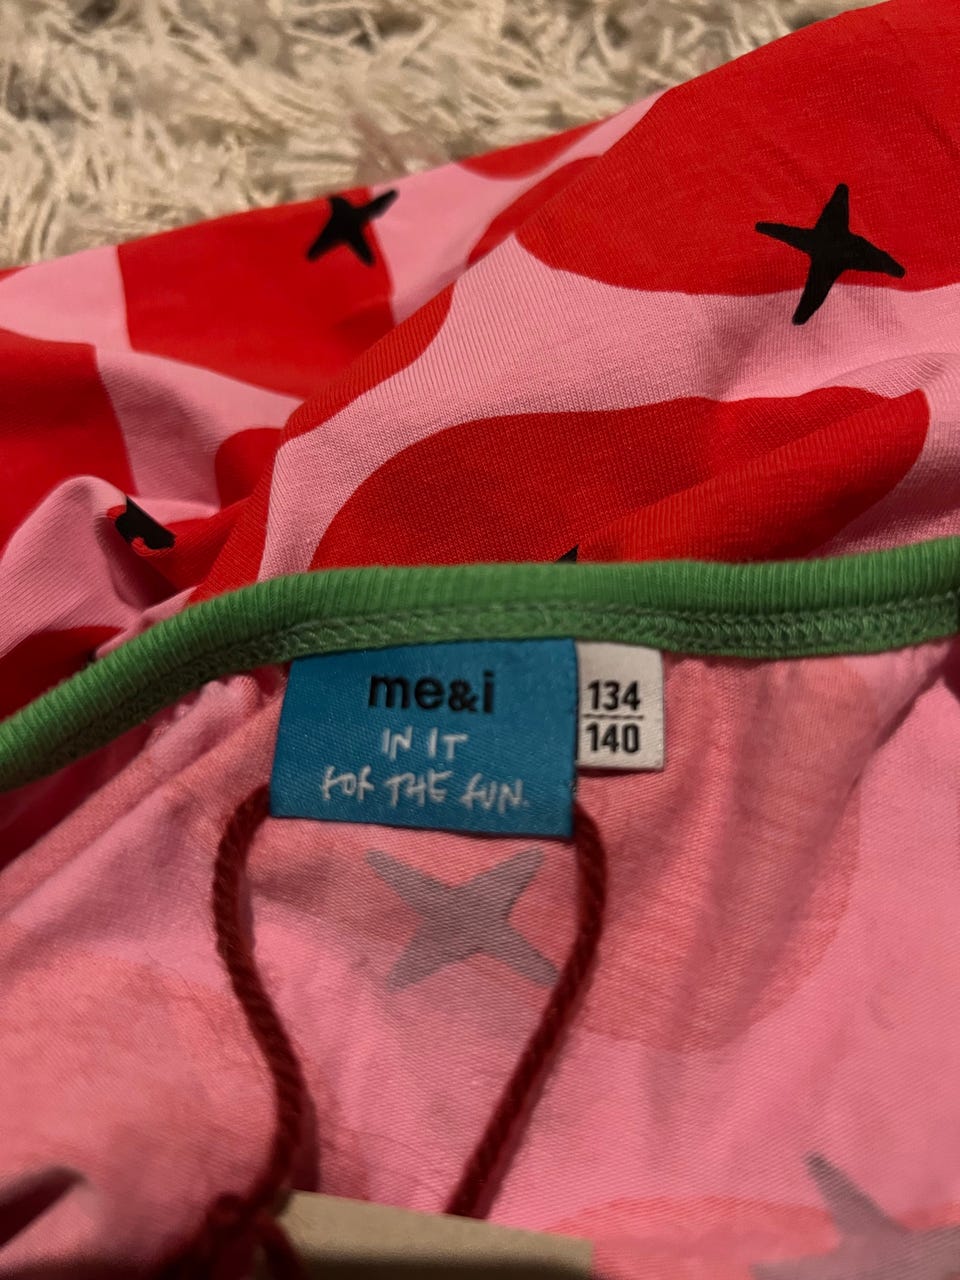 me&i
IN IT
FOR THE FUN.
134
140